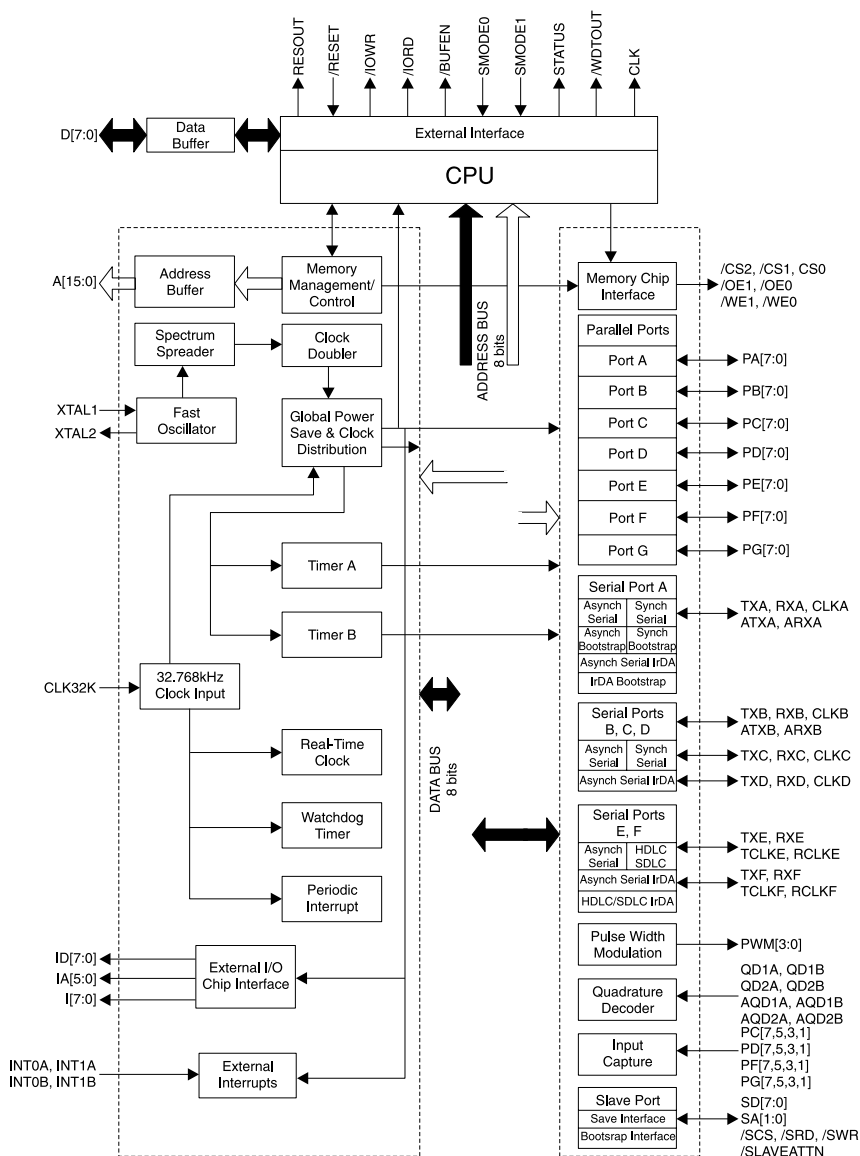 RESOUT
/RESET
/IOWR
/IORD
/BUFEN
SMODE0
SMODE1
STATUS
/WDTOUT
CLK
D[7:0]
Data
Buffer
External Interface
CPU
A[15:0]
Address
Buffer
Memory
Management/
Control
ADDRESS BUS
8 bits
Memory Chip
Interface
/CS2, /CS1, CS0
/OE1, /OE0
/WE1, /WE0
Spectrum
Spreader
Clock
Doubler
XTAL1
XTAL2
Fast
Oscillator
Global Power
Save & Clock
Distribution
Parallel Ports
Port A
PA[7:0]
Port B
PB[7:0]
Port C
PC[7:0]
Port D
PD[7:0]
Port E
PE[7:0]
Port F
PF[7:0]
Port G
PG[7:0]
Timer A
Timer B
Serial Port A
Asynch
Serial
Synch
Serial
Asynch
Bootstrap
Synch
Bootstrap
Asynch Serial IrDA
IrDA Bootstrap
TXA, RXA, CLKA
ATXA, ARXA
CLK32K
32.768kHz
Clock Input
DATA BUS
8 bits
Real-Time
Clock
Watchdog
Timer
Periodic
Interrupt
Serial Ports
B, C, D
Asynch
Serial
Synch
Serial
Asynch Serial IrDA
TXB, RXB, CLKB
ATXB, ARXB
TXC, RXC, CLKC
TXD, RXD, CLKD
Serial Ports
E, F
Asynch
Serial
HDLC
SDLC
Asynch Serial IrDA
HDLC/SDLC IrDA
TXE, RXE
TCLKE, RCLKE
TXF, RXF
TCLKF, RCLKF
ID[7:0]
IA[5:0]
I[7:0]
External I/O
Chip Interface
Pulse Width
Modulation
PWM[3:0]
Quadrature
Decoder
QD1A, QD1B
QD2A, QD2B
AQD1A, AQD1B
AQD2A, AQD2B
INT0A, INT1A
INT0B, INT1B
External
Interrupts
Input
Capture
PC[7,5,3,1]
PD[7,5,3,1]
PF[7,5,3,1]
PG[7,5,3,1]
Slave Port
Save Interface
Bootsrap Interface
SD[7:0]
SA[1:0]
/SCS, /SRD, /SWR
/SLAVEATTN